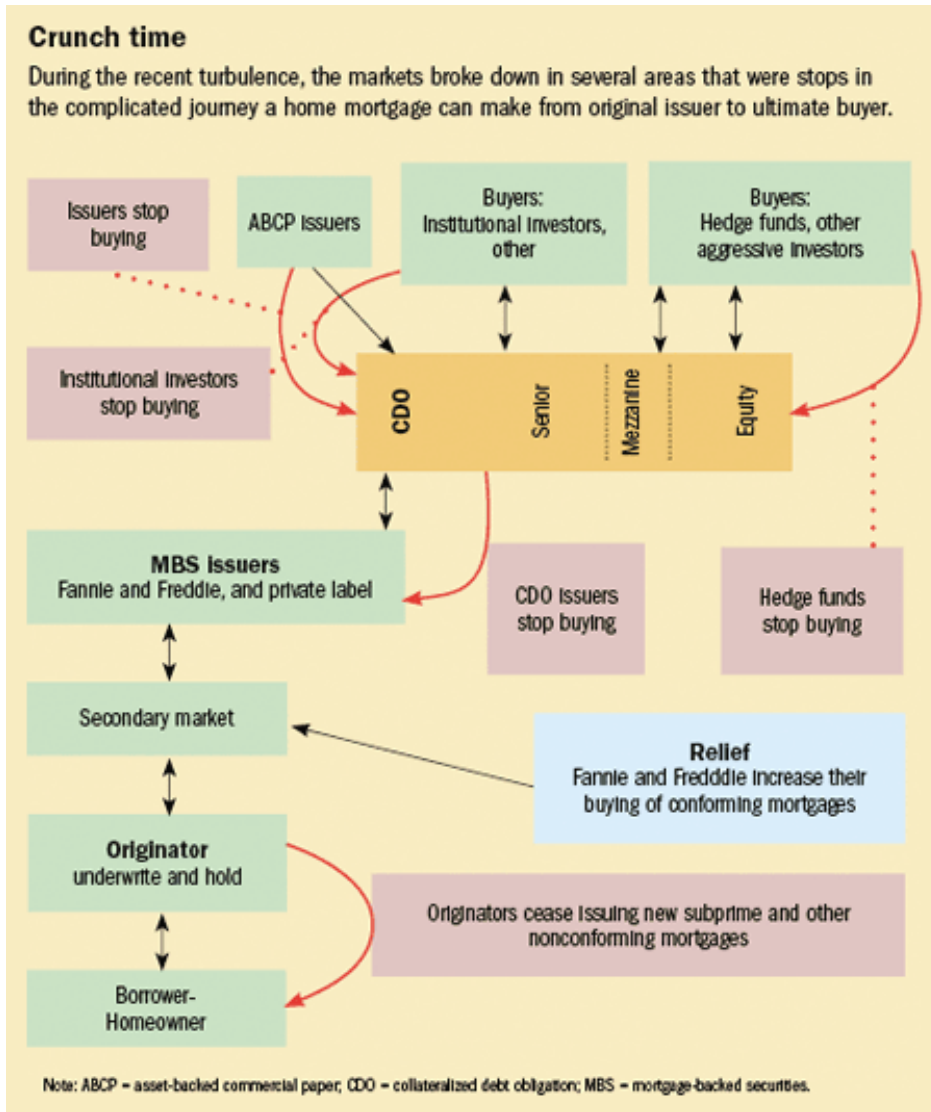 Crunch time
During the recent turbulence, the markets broke down in several areas that were stops in
the complicated journey a home mortgage can make from original issuer to ultimate buyer.
Issuers stop
buying
ABCP issuers
Buyers:
Institutional investors,
other
Buyers:
Hedge funds, other
aggressive investors
Institutional investors
stop buying
CDO
Senior
Mezzanine
Equity
MBS issuers
Fannie and Freddie, and private label
CDO issuers
stop buying
Hedge funds
stop buying
Secondary market
Relief
Fannie and Fredddie increase their
buying of conforming mortgages
Originator
underwrite and hold
Originators cease issuing new subprime and other
nonconforming mortgages
Borrower-
Homeowner
Note: ABCP = asset-backed commercial paper; CDO = collateralized debt obligation; MBS = mortgage-backed securities.